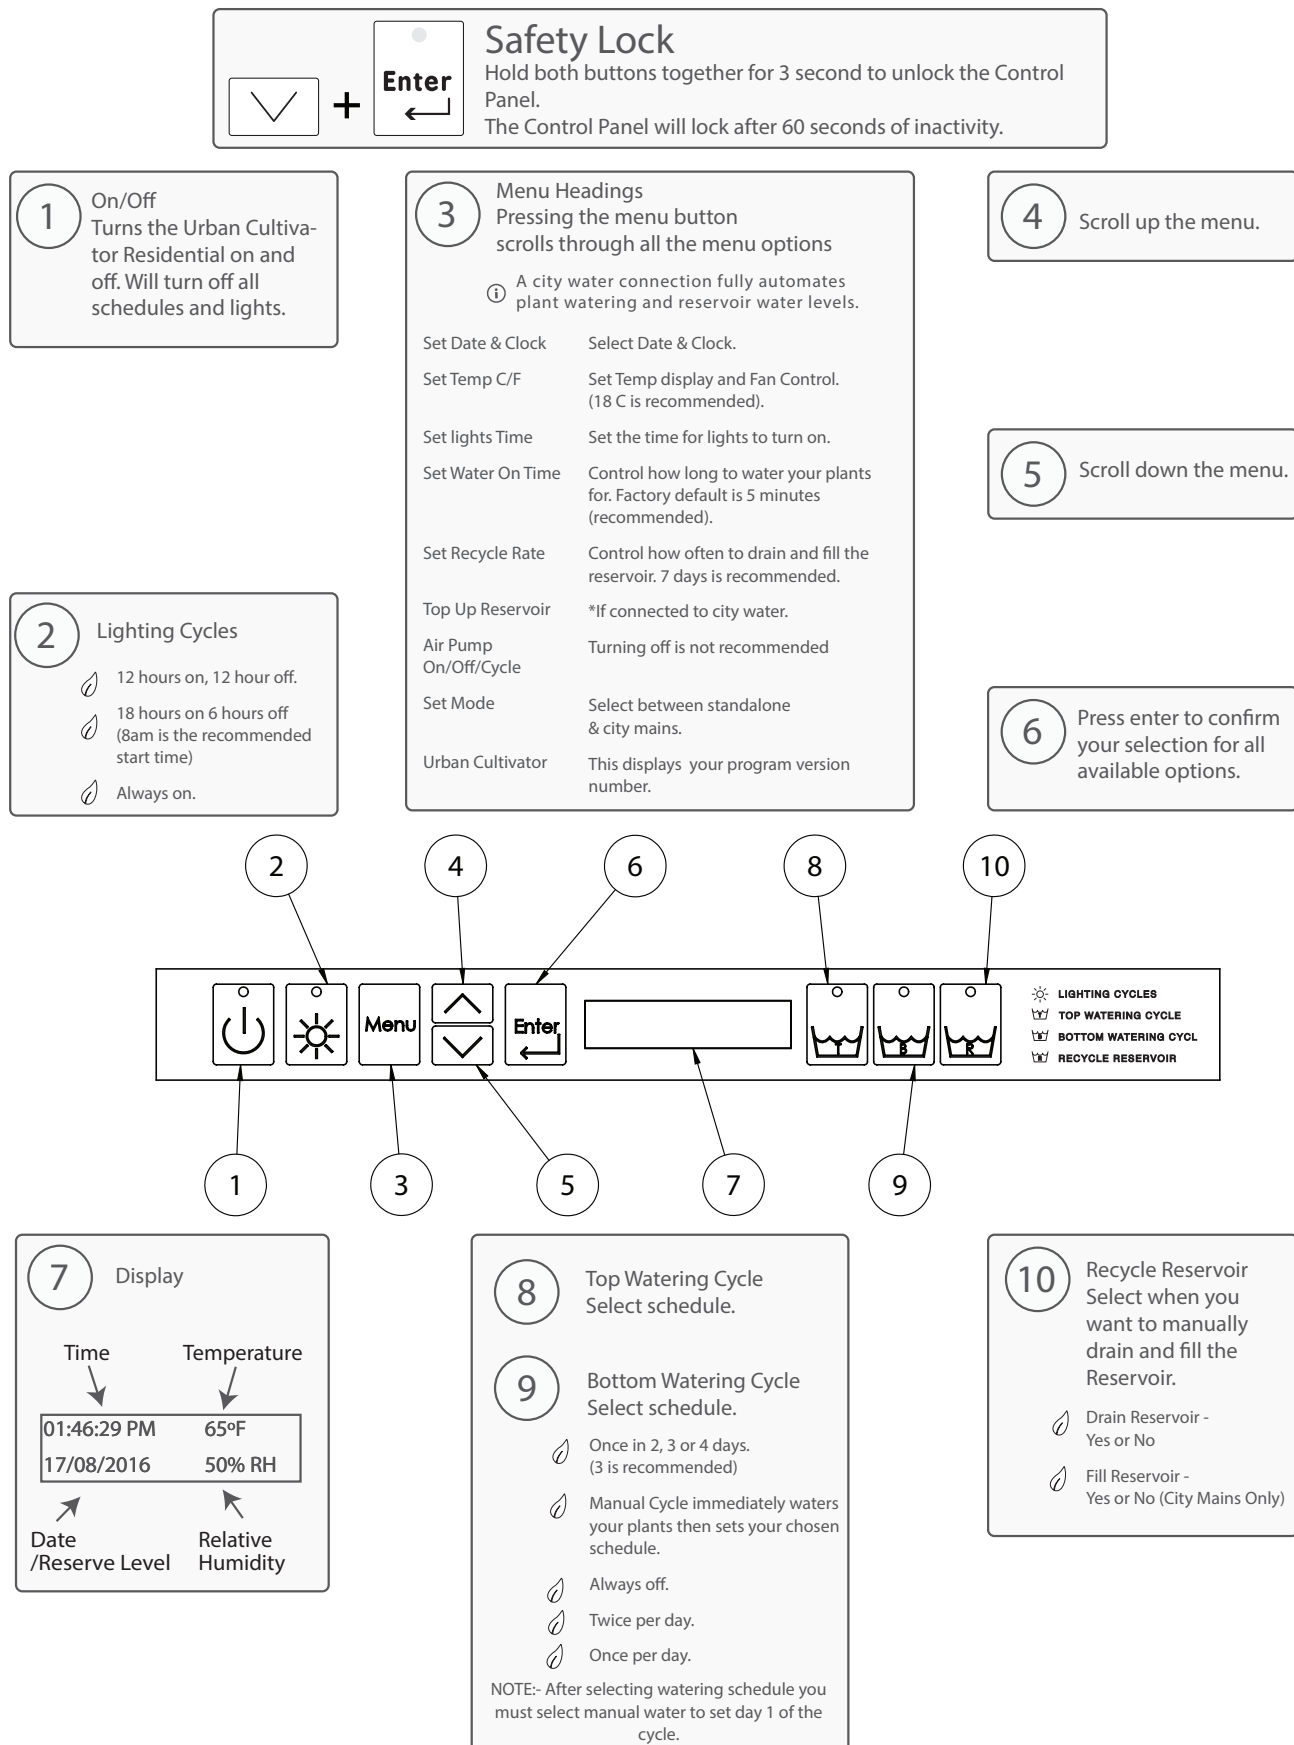 Safety Lock
Enter
+
Hold both buttons together for 3 second to unlock the Control
Panel.
The Control Panel will lock after 60 seconds of inactivity.
1
On/Off
Turns the Urban Cultiva-
tor Residential on and
off. Will turn off all
schedules and lights.
2
Lighting Cycles
12 hours on, 12 hour off.
18 hours on 6 hours off
(8am is the recommended
start time)
Always on.
3
Menu Headings
Pressing the menu button
scrolls through all the menu options
i A city water connection fully automates
plant watering and reservoir water levels.
Set Date & Clock Select Date & Clock.
Set Temp C/F Set Temp display and Fan Control.
(18 C is recommended).
Set lights Time Set the time for lights to turn on.
Set Water On Time Control how long to water your plants
for. Factory default is 5 minutes
(recommended).
Set Recycle Rate Control how often to drain and fill the
reservoir. 7 days is recommended.
Top Up Reservoir *If connected to city water.
Air Pump Turning off is not recommended
On/Off/Cycle
Set Mode Select between standalone
& city mains.
Urban Cultivator This displays your program version
number.
4
Scroll up the menu.
5
Scroll down the menu.
6
Press enter to confirm
your selection for all
available options.
2 4 6 8 10
Menu
Enter
T
B
R
LIGHTING CYCLES
T TOP WATERING CYCLE
B BOTTOM WATERING CYCL
R RECYCLE RESERVOIR
1 3 5 7 9
7
Display
Time Temperature
01:46:29 PM 65ºF
17/08/2016 50% RH
Date Relative
/Reserve Level Humidity
8
Top Watering Cycle
Select schedule.
9
Bottom Watering Cycle
Select schedule.
Once in 2, 3 or 4 days.
(3 is recommended)
Manual Cycle immediately waters
your plants then sets your chosen
schedule.
Always off.
Twice per day.
Once per day.
NOTE:- After selecting watering schedule you
must select manual water to set day 1 of the
cycle.
10
Recycle Reservoir
Select when you
want to manually
drain and fill the
Reservoir.
Drain Reservoir -
Yes or No
Fill Reservoir -
Yes or No (City Mains Only)